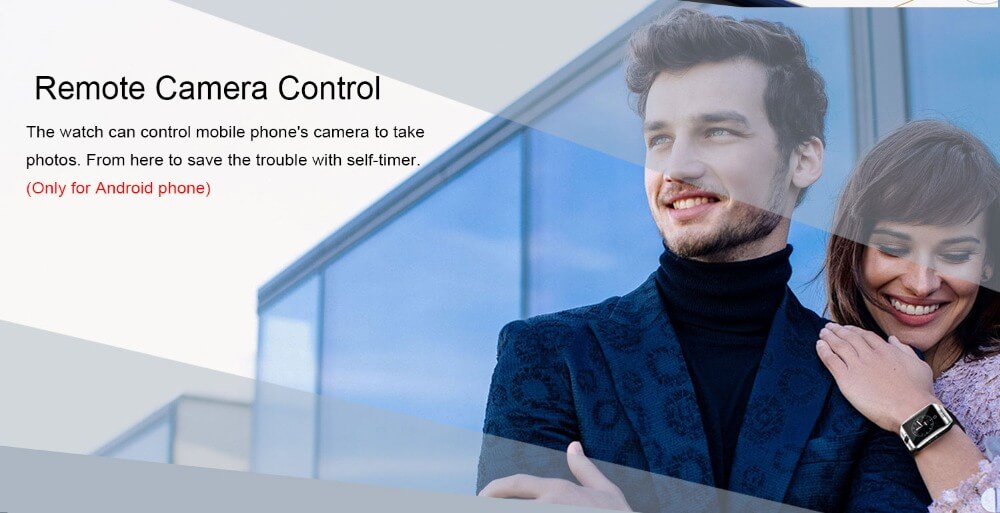 Remote Camera Control
The watch can control mobile phone's camera to take
photos. From here to save the trouble with self-timer.
(Only for Android phone)